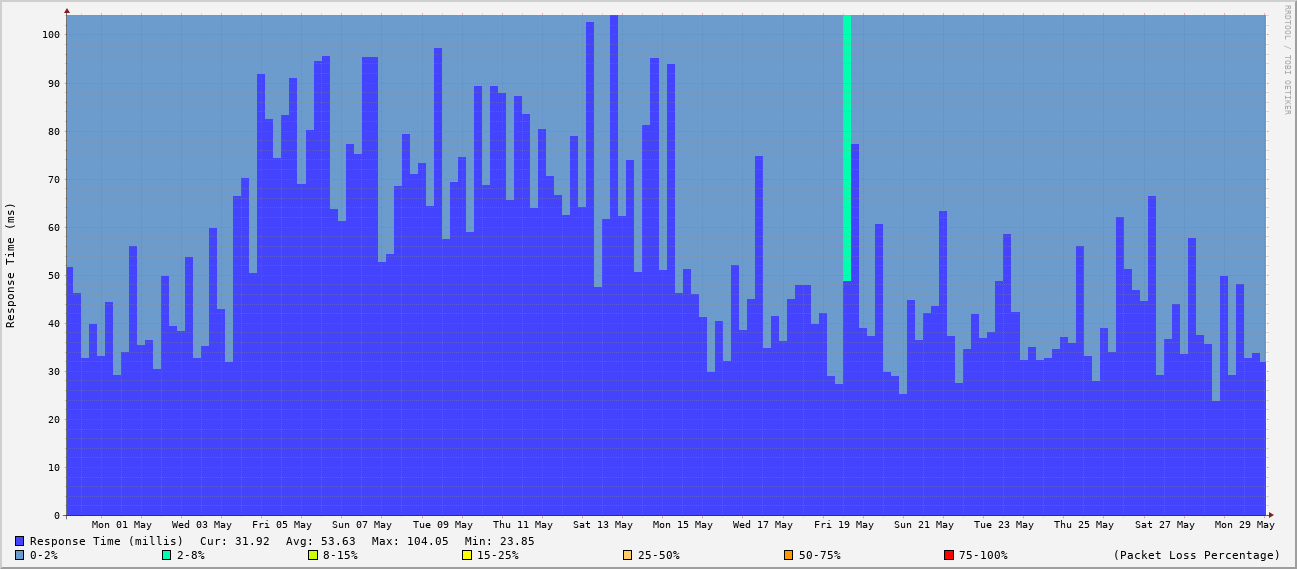 RRDTOOL / TOBI OETIKER
Response Time (ms)
100
90
80
70
60
50
40
30
20
10
0
Mon 01 May Wed 03 May Fri 05 May Sun 07 May Tue 09 May Thu 11 May Sat 13 May Mon 15 May Wed 17 May Fri 19 May Sun 21 May Tue 23 May Thu 25 May Sat 27 May Mon 29 May
Response Time (millis) Cur: 31.92 Avg: 53.63 Max: 104.05 Min: 23.85
0-2% 2-8% 8-15% 15-25% 25-50% 50-75% 75-100% (Packet Loss Percentage)